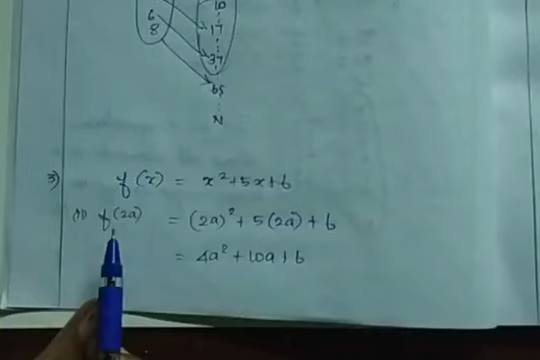 10
6 17
8 37
65
N
3) f(x) = x²+5x+6
(ii) f(2a) = (2a)² + 5(2a) + 6
= 4a² + 10a + 6